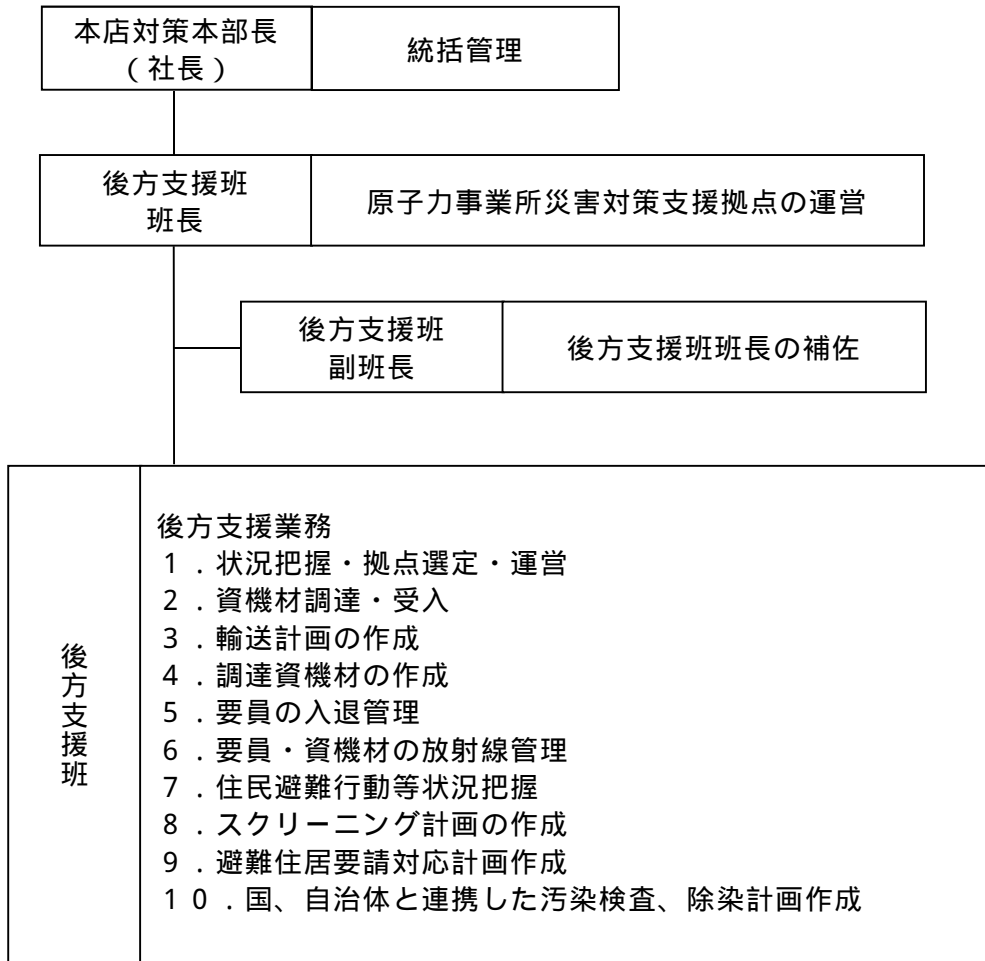 本店対策本部長
（社長）
統括管理
後方支援班
班長
原子力事業所災害対策支援拠点の運営
後方支援班
副班長
後方支援班班長の補佐
後方支援班
後方支援業務
１．状況把握・拠点選定・運営
２．資機材調達・受入
３．輸送計画の作成
４．調達資機材の作成
５．要員の入退管理
６．要員・資機材の放射線管理
７．住民避難行動等状況把握
８．スクリーニング計画の作成
９．避難住居要請対応計画作成
１０．国、自治体と連携した汚染検査、除染計画作成